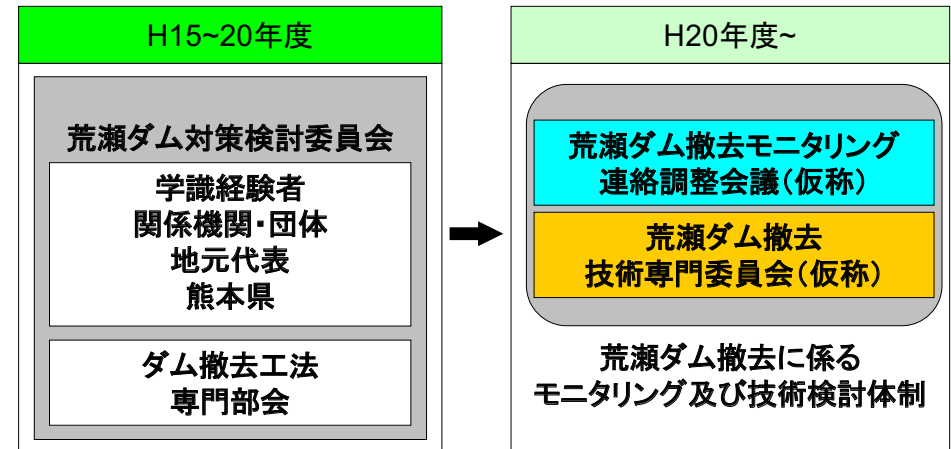 H15~20年度
荒瀬ダム対策検討委員会
学識経験者
関係機関・団体
地元代表
熊本県
ダム撤去工法
専門部会
H20年度~
荒瀬ダム撤去モニタリング
連絡調整会議(仮称)
荒瀬ダム撤去
技術専門委員会(仮称)
荒瀬ダム撤去に係る
モニタリング及び技術検討体制